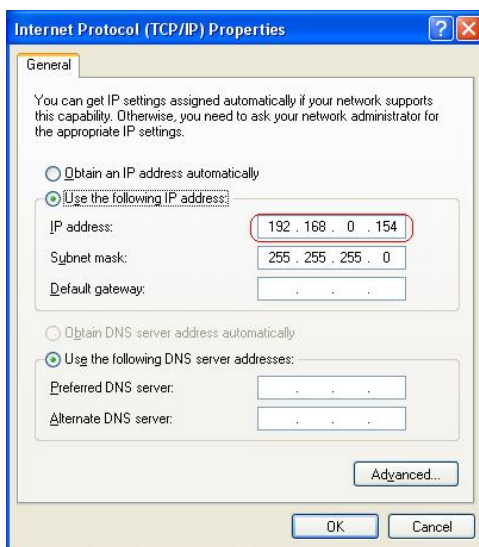 Internet Protocol (TCP/IP) Properties
General
You can get IP settings assigned automatically if your network supports
this capability. Otherwise, you need to ask your network administrator for
the appropriate IP settings.
Obtain an IP address automatically
Use the following IP address:
IP address: 192 . 168 . 0 . 154
Subnet mask: 255 . 255 . 255 . 0
Default gateway: . . .
Obtain DNS server address automatically
Use the following DNS server addresses:
Preferred DNS server: . . .
Alternate DNS server: . . .
Advanced...
OK Cancel